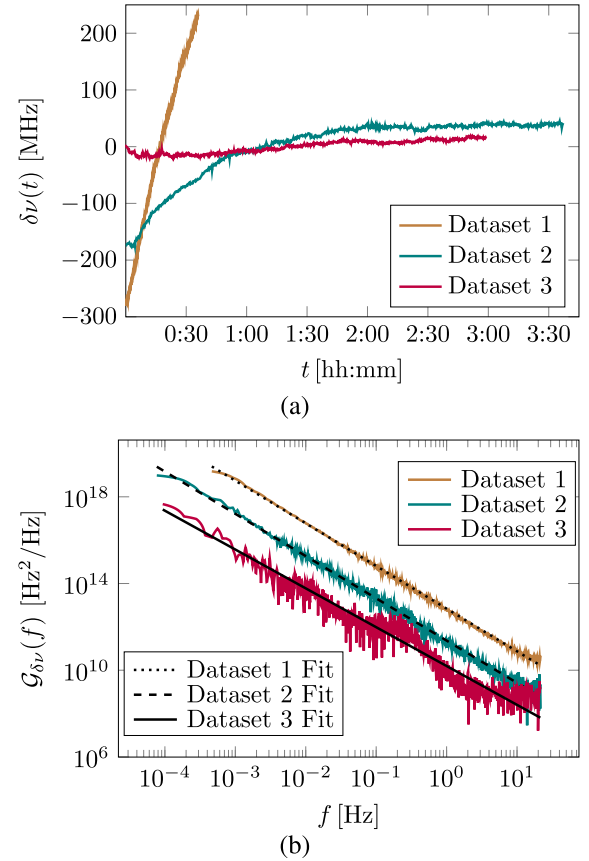 200
100
0
−100
−200
−300
δν(t) [MHz]
Dataset 1
Dataset 2
Dataset 3
0:30 1:00 1:30 2:00 2:30 3:00 3:30
t [hh:mm]
(a)
10^18
10^14
10^10
10^6
𝒢_δν(f) [Hz²/Hz]
Dataset 1
Dataset 2
Dataset 3
Dataset 1 Fit
Dataset 2 Fit
Dataset 3 Fit
10^−4 10^−3 10^−2 10^−1 10^0 10^1
f [Hz]
(b)